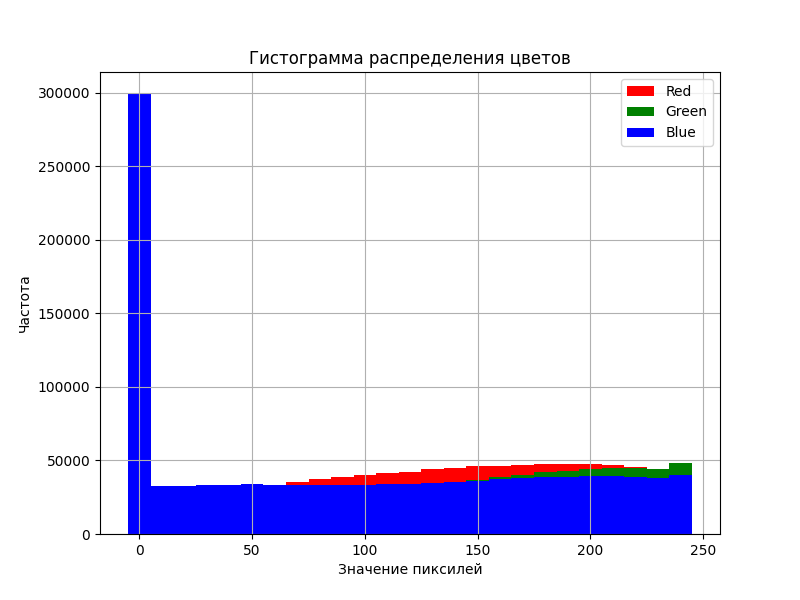 Гистограмма распределения цветов
Red
Green
Blue
300000
250000
200000
150000
100000
50000
0
Частота
0 50 100 150 200 250
Значение пикселей